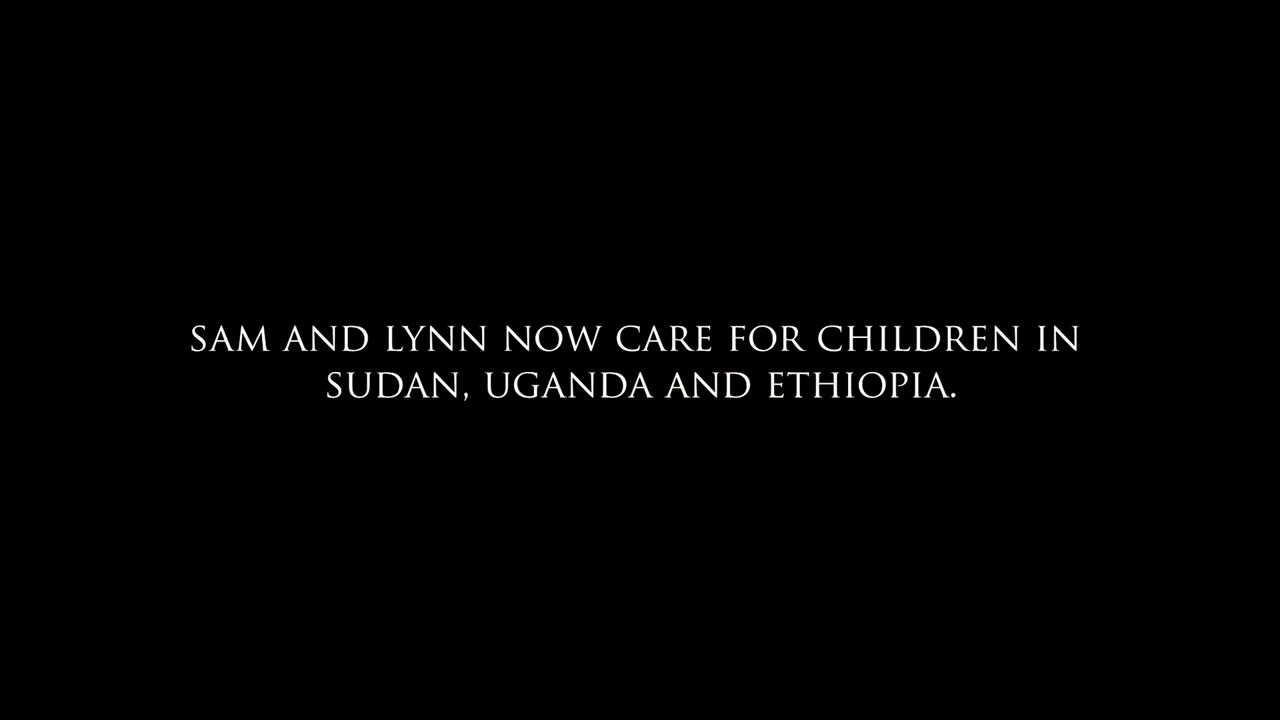 SAM AND LYNN NOW CARE FOR CHILDREN IN
SUDAN, UGANDA AND ETHIOPIA.